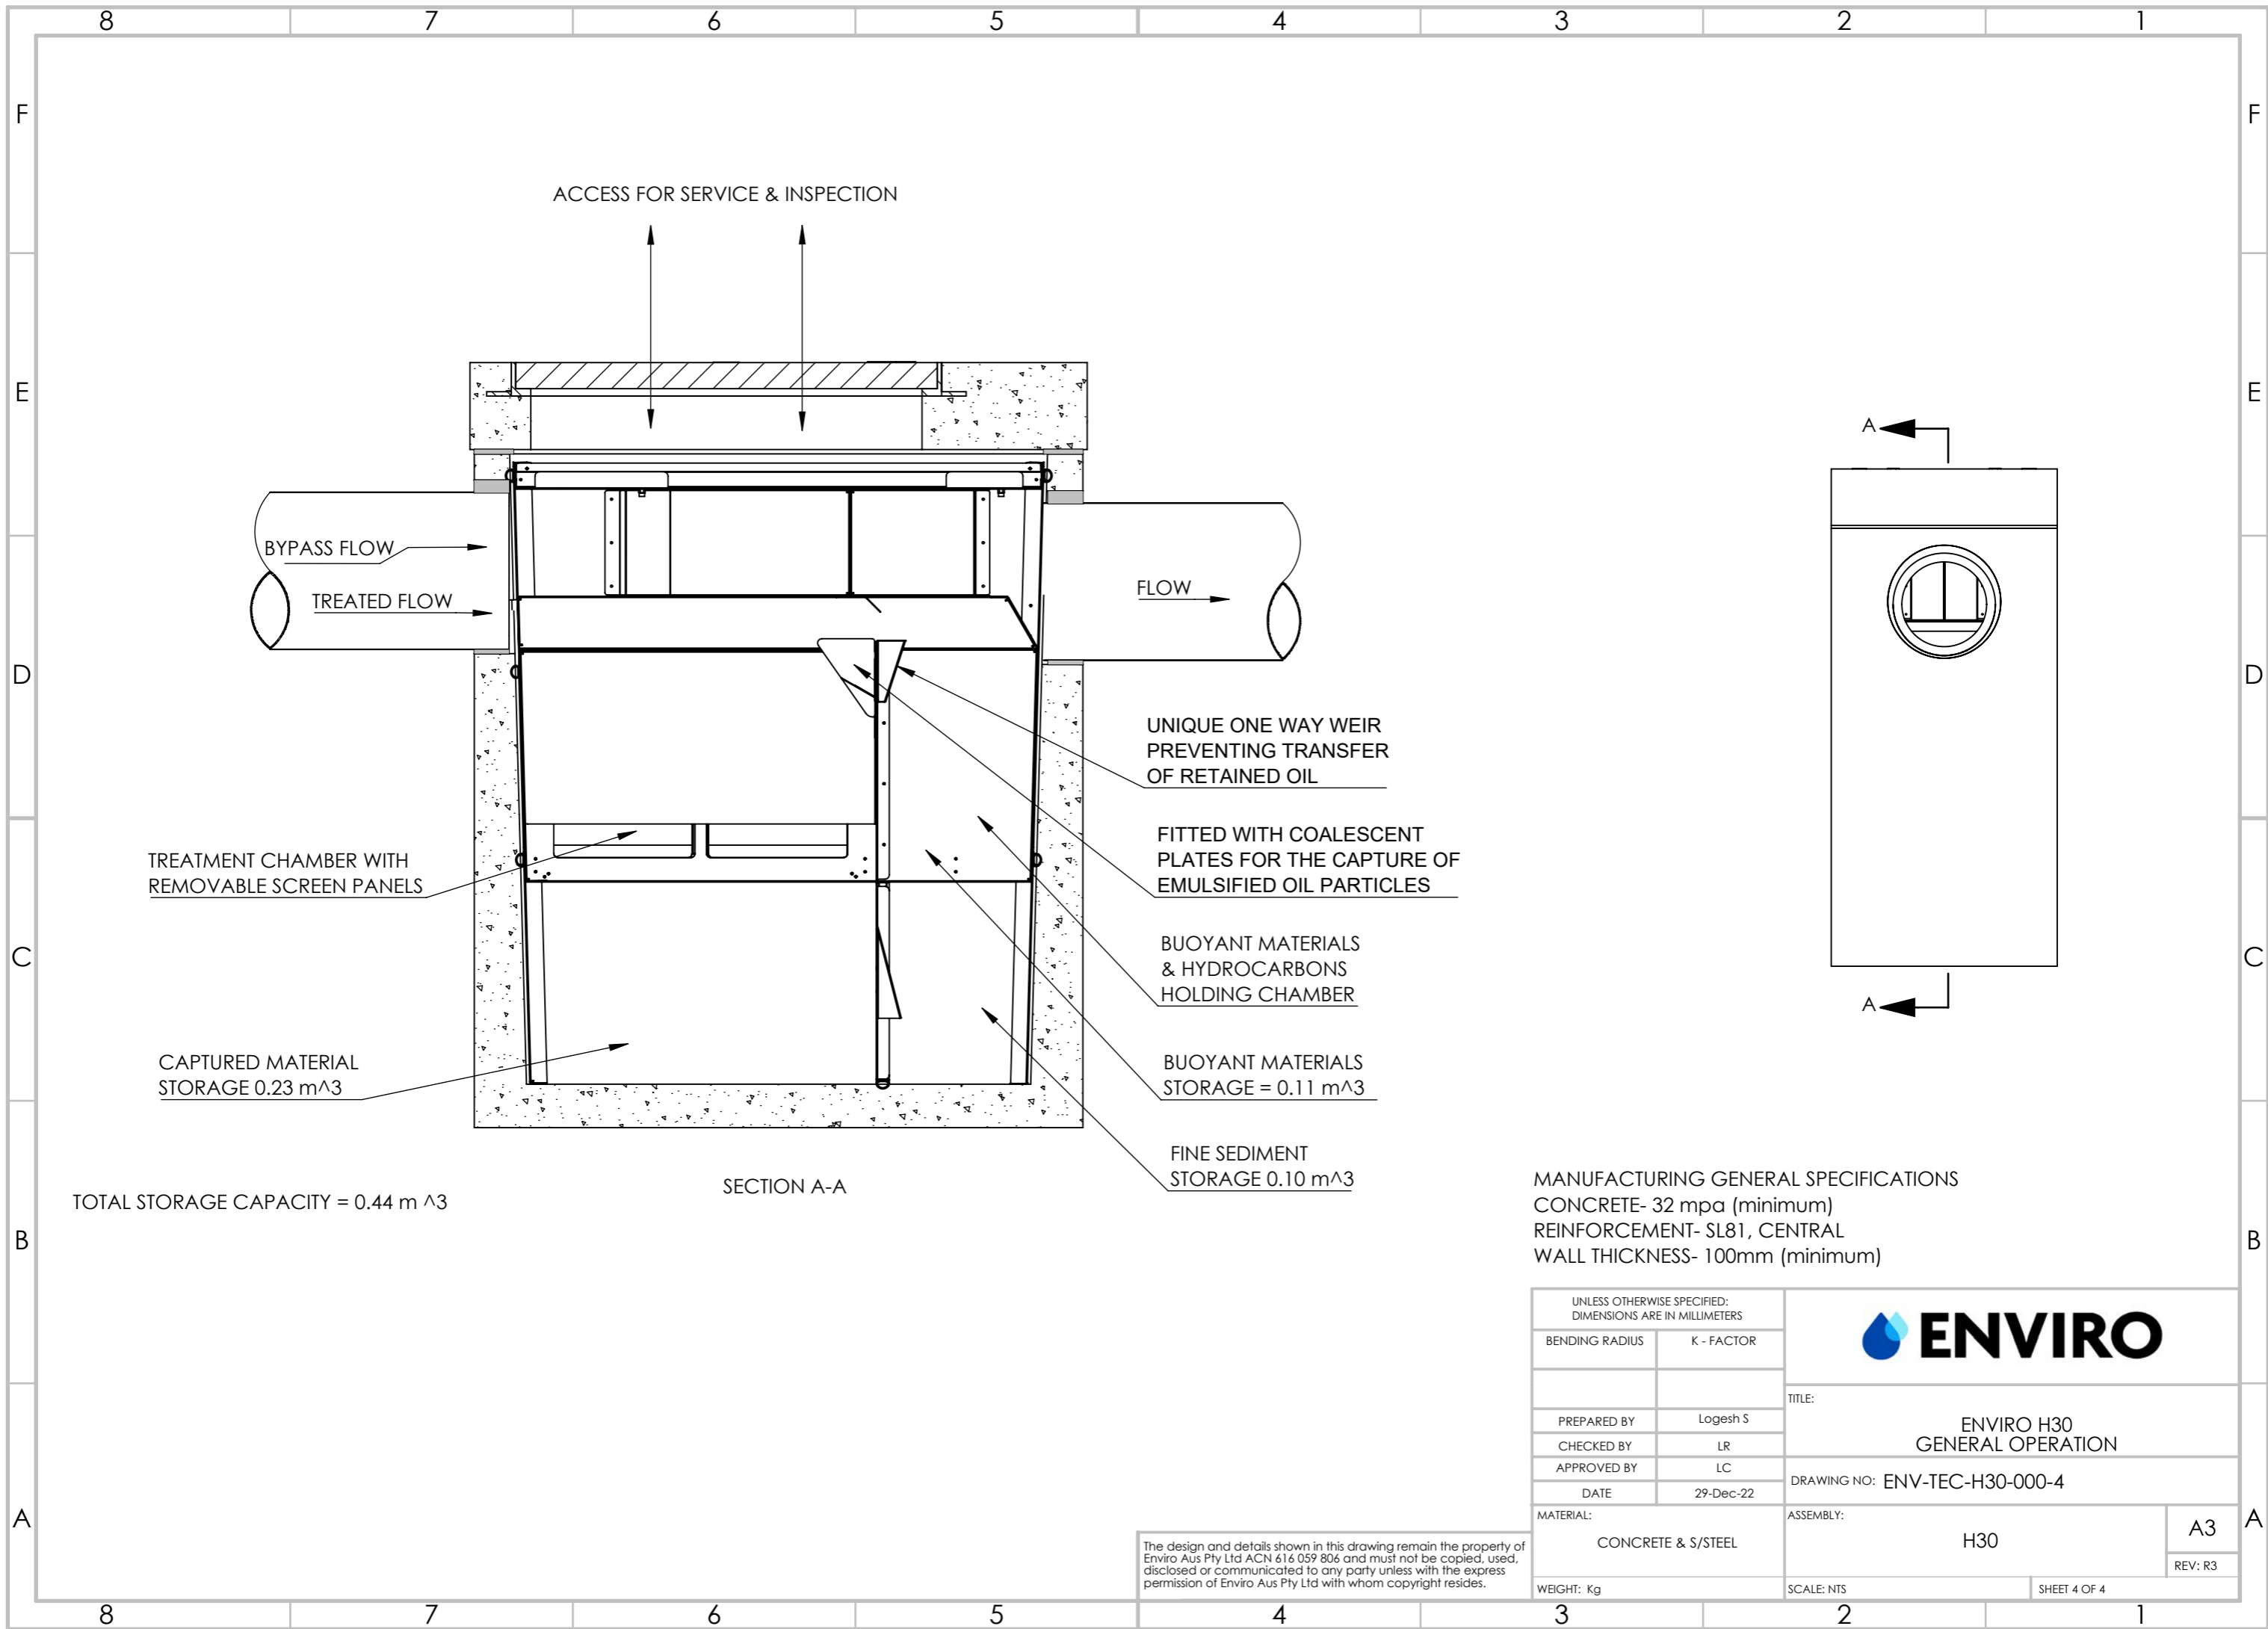 8 7 6 5 4 3 2 1
F F
ACCESS FOR SERVICE & INSPECTION
E E
A
BYPASS FLOW
TREATED FLOW
FLOW
D D
UNIQUE ONE WAY WEIR
PREVENTING TRANSFER
OF RETAINED OIL
FITTED WITH COALESCENT
PLATES FOR THE CAPTURE OF
EMULSIFIED OIL PARTICLES
TREATMENT CHAMBER WITH
REMOVABLE SCREEN PANELS
BUOYANT MATERIALS
& HYDROCARBONS
HOLDING CHAMBER
C C
A
CAPTURED MATERIAL
STORAGE 0.23 m^3
BUOYANT MATERIALS
STORAGE = 0.11 m^3
FINE SEDIMENT
STORAGE 0.10 m^3
SECTION A-A
TOTAL STORAGE CAPACITY = 0.44 m ^3
MANUFACTURING GENERAL SPECIFICATIONS
CONCRETE- 32 mpa (minimum)
REINFORCEMENT- SL81, CENTRAL
WALL THICKNESS- 100mm (minimum)
B B
UNLESS OTHERWISE SPECIFIED:
DIMENSIONS ARE IN MILLIMETERS
BENDING RADIUS K - FACTOR
ENVIRO
PREPARED BY Logesh S
CHECKED BY LR
APPROVED BY LC
DATE 29-Dec-22
TITLE:
ENVIRO H30
GENERAL OPERATION
DRAWING NO: ENV-TEC-H30-000-4
MATERIAL:
CONCRETE & S/STEEL
ASSEMBLY:
H30
A3
REV: R3
WEIGHT: Kg
SCALE: NTS
SHEET 4 OF 4
A A
The design and details shown in this drawing remain the property of
Enviro Aus Pty Ltd ACN 616 059 806 and must not be copied, used,
disclosed or communicated to any party unless with the express
permission of Enviro Aus Pty Ltd with whom copyright resides.
8 7 6 5 4 3 2 1